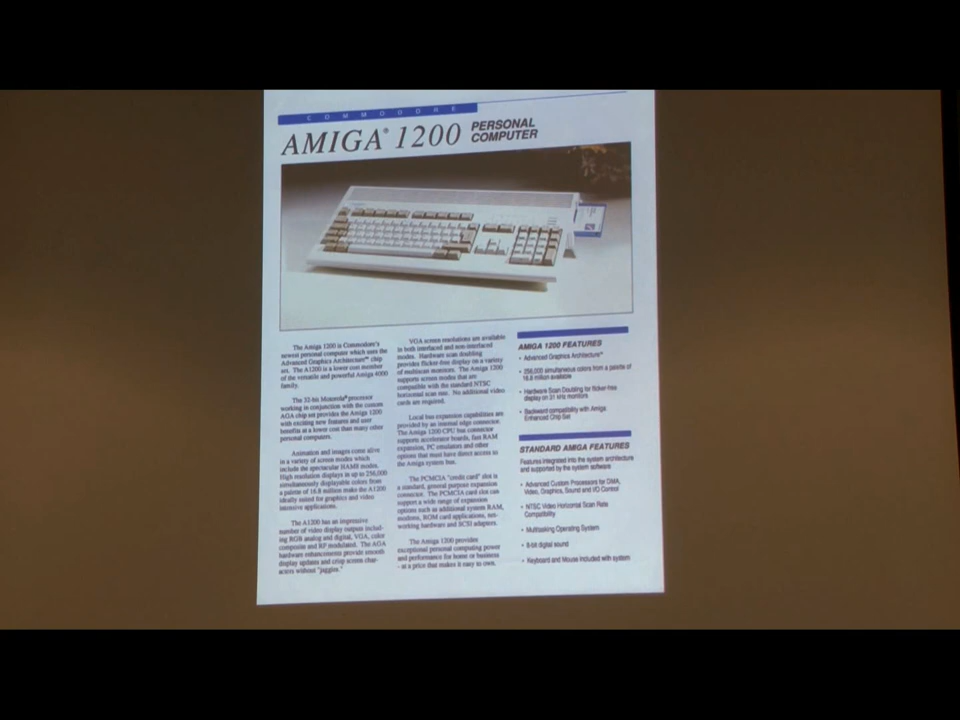 COMMODORE
AMIGA® 1200 PERSONAL
COMPUTER
The Amiga 1200 is Commodore's
newest personal computer which uses the
Advanced Graphics Architecture™ chip
set. The A1200 is a lower cost member
of the versatile and powerful Amiga 4000
family.
The 32-bit Motorola® processor
working in conjunction with the custom
AGA chip set provides the Amiga 1200
with exciting new features and user
benefits at a lower cost than many other
personal computers.
Animation and images come alive
in a variety of screen modes which
include the spectacular HAM8 modes.
High resolution displays in up to 256,000
simultaneously displayable colors from
a palette of 16.8 million make the A1200
ideally suited for graphics and video
intensive applications.
The A1200 has an impressive
number of video display outputs includ-
ing RGB analog and digital, VGA, color
composite and RF modulated. The AGA
hardware enhancements provide smooth
display updates and crisp screen char-
acters without "jaggies."
VGA screen resolutions are available
in both interlaced and non-interlaced
modes. Hardware scan doubling
provides flicker-free display on a variety
of multiscan monitors. The Amiga 1200
supports screen modes that are
compatible with the standard NTSC
horizontal scan rate. No additional video
cards are required.
Local bus expansion capabilities are
provided by an internal edge connector.
The Amiga 1200 CPU bus connector
supports accelerator boards, fast RAM
expansion, PC emulators and other
options that must have direct access to
the Amiga system bus.
The PCMCIA "credit card" slot is
a standard, general purpose expansion
connector. The PCMCIA card slot can
support a wide range of expansion
options such as additional system RAM,
modems, ROM card applications, net-
working hardware and SCSI adapters.
The Amiga 1200 provides
exceptional personal computing power
and performance for home or business
- at a price that makes it easy to own.
AMIGA 1200 FEATURES
• Advanced Graphics Architecture™
• 256,000 simultaneous colors from a palette of
16.8 million available
• Hardware Scan Doubling for flicker-free
display on 31 kHz monitors
• Backward compatibility with Amiga
Enhanced Chip Set
STANDARD AMIGA FEATURES
Features integrated into the system architecture
and supported by the system software
• Advanced Custom Processors for DMA,
Video, Graphics, Sound and I/O Control
• NTSC Video Horizontal Scan Rate
Compatibility
• Multitasking Operating System
• 8-bit digital sound
• Keyboard and Mouse included with system